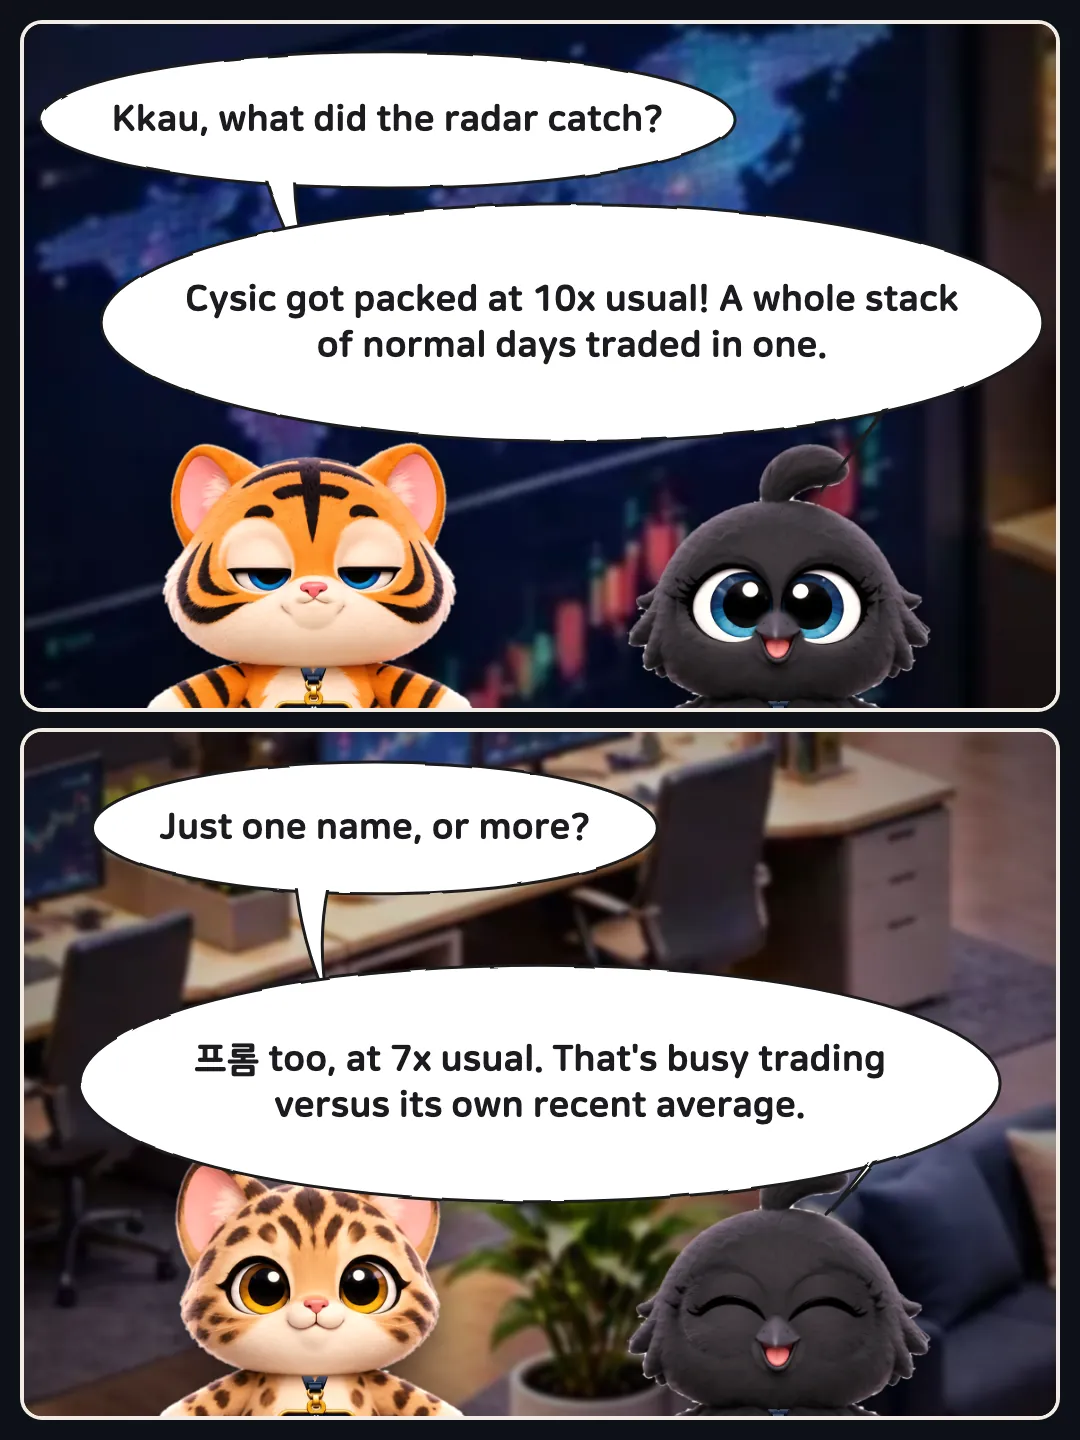 Kkau, what did the radar catch?
Cysic got packed at 10x usual! A whole stack
of normal days traded in one.
Just one name, or more?
프롬 too, at 7x usual. That's busy trading
versus its own recent average.